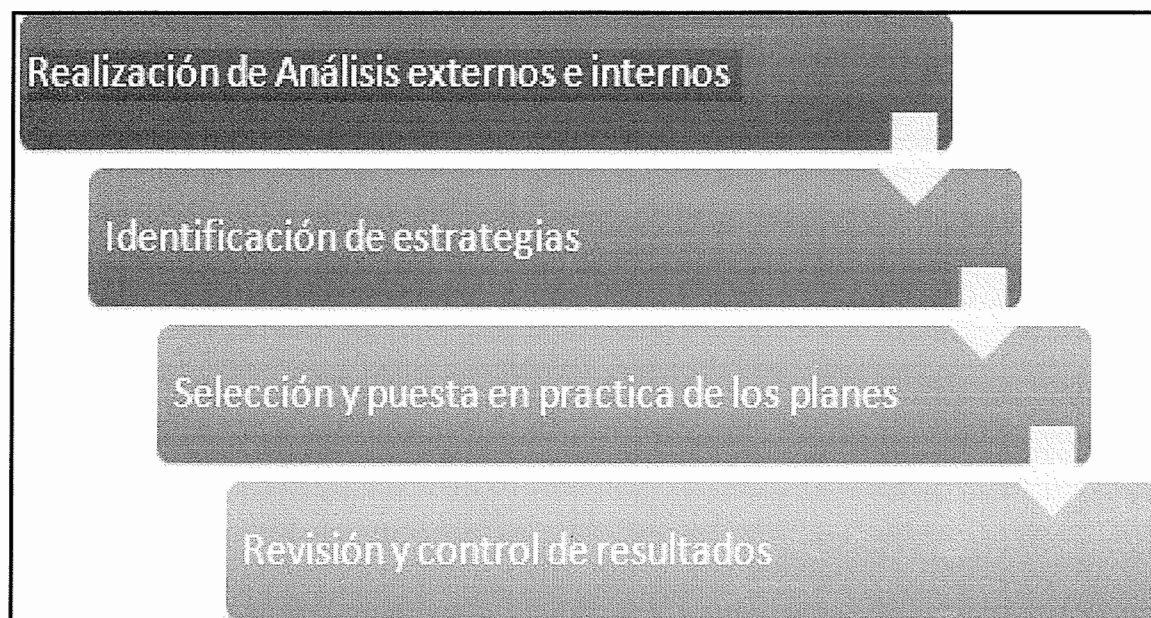 Realización de Análisis externos e internos
Identificación de estrategias
Selección y puesta en practica de los planes
Revisión y control de resultados